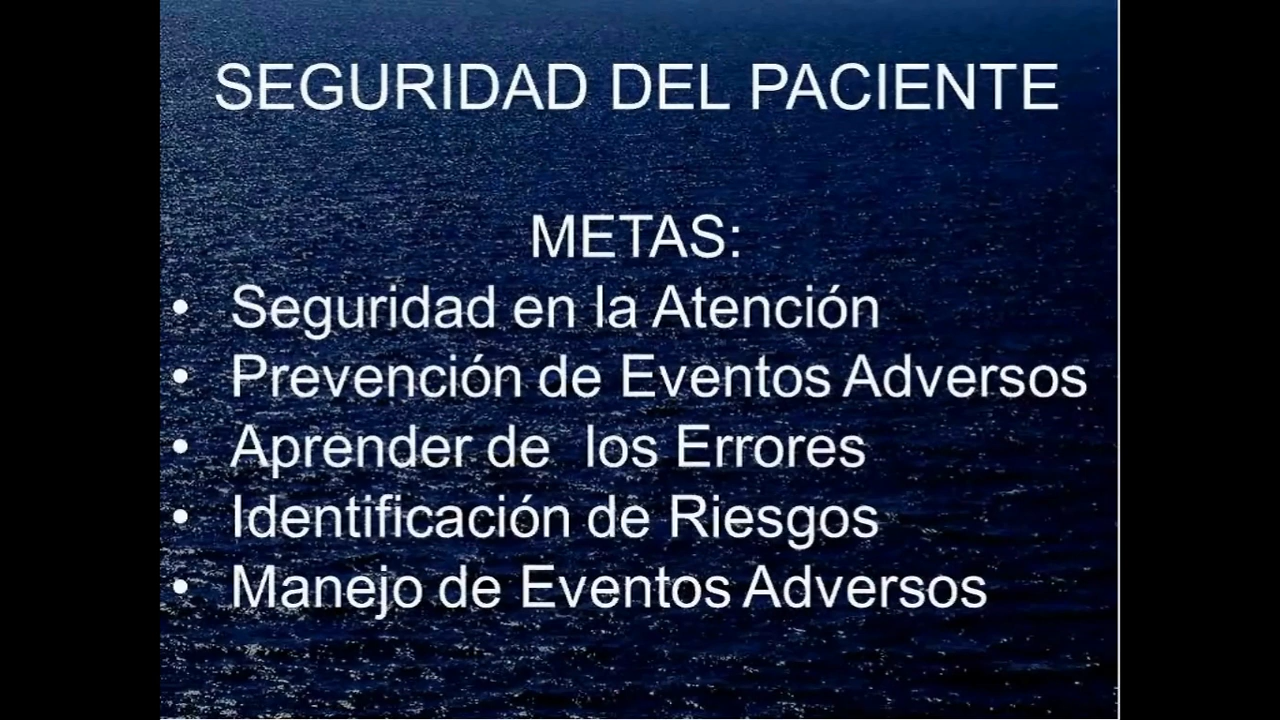 SEGURIDAD DEL PACIENTE
METAS:
• Seguridad en la Atención
• Prevención de Eventos Adversos
• Aprender de los Errores
• Identificación de Riesgos
• Manejo de Eventos Adversos